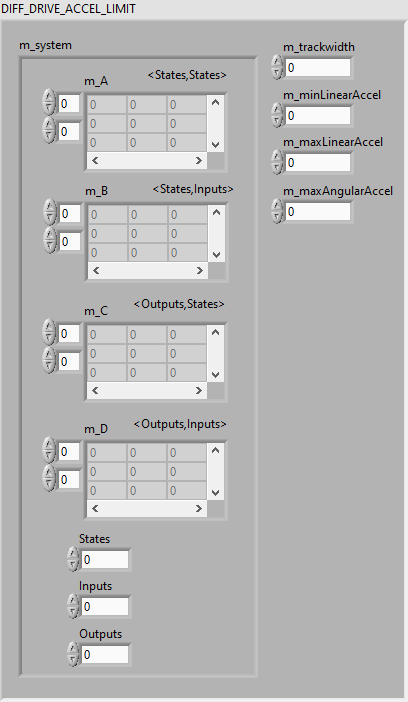 DIFF_DRIVE_ACCEL_LIMIT
m_system
m_A <States,States>
0 0 0 0
0 0 0 0
0 0 0
m_B <States,Inputs>
0 0 0 0
0 0 0 0
0 0 0
m_C <Outputs,States>
0 0 0 0
0 0 0 0
0 0 0
m_D <Outputs,Inputs>
0 0 0 0
0 0 0 0
0 0 0
States
0
Inputs
0
Outputs
0
m_trackwidth
0
m_minLinearAccel
0
m_maxLinearAccel
0
m_maxAngularAccel
0